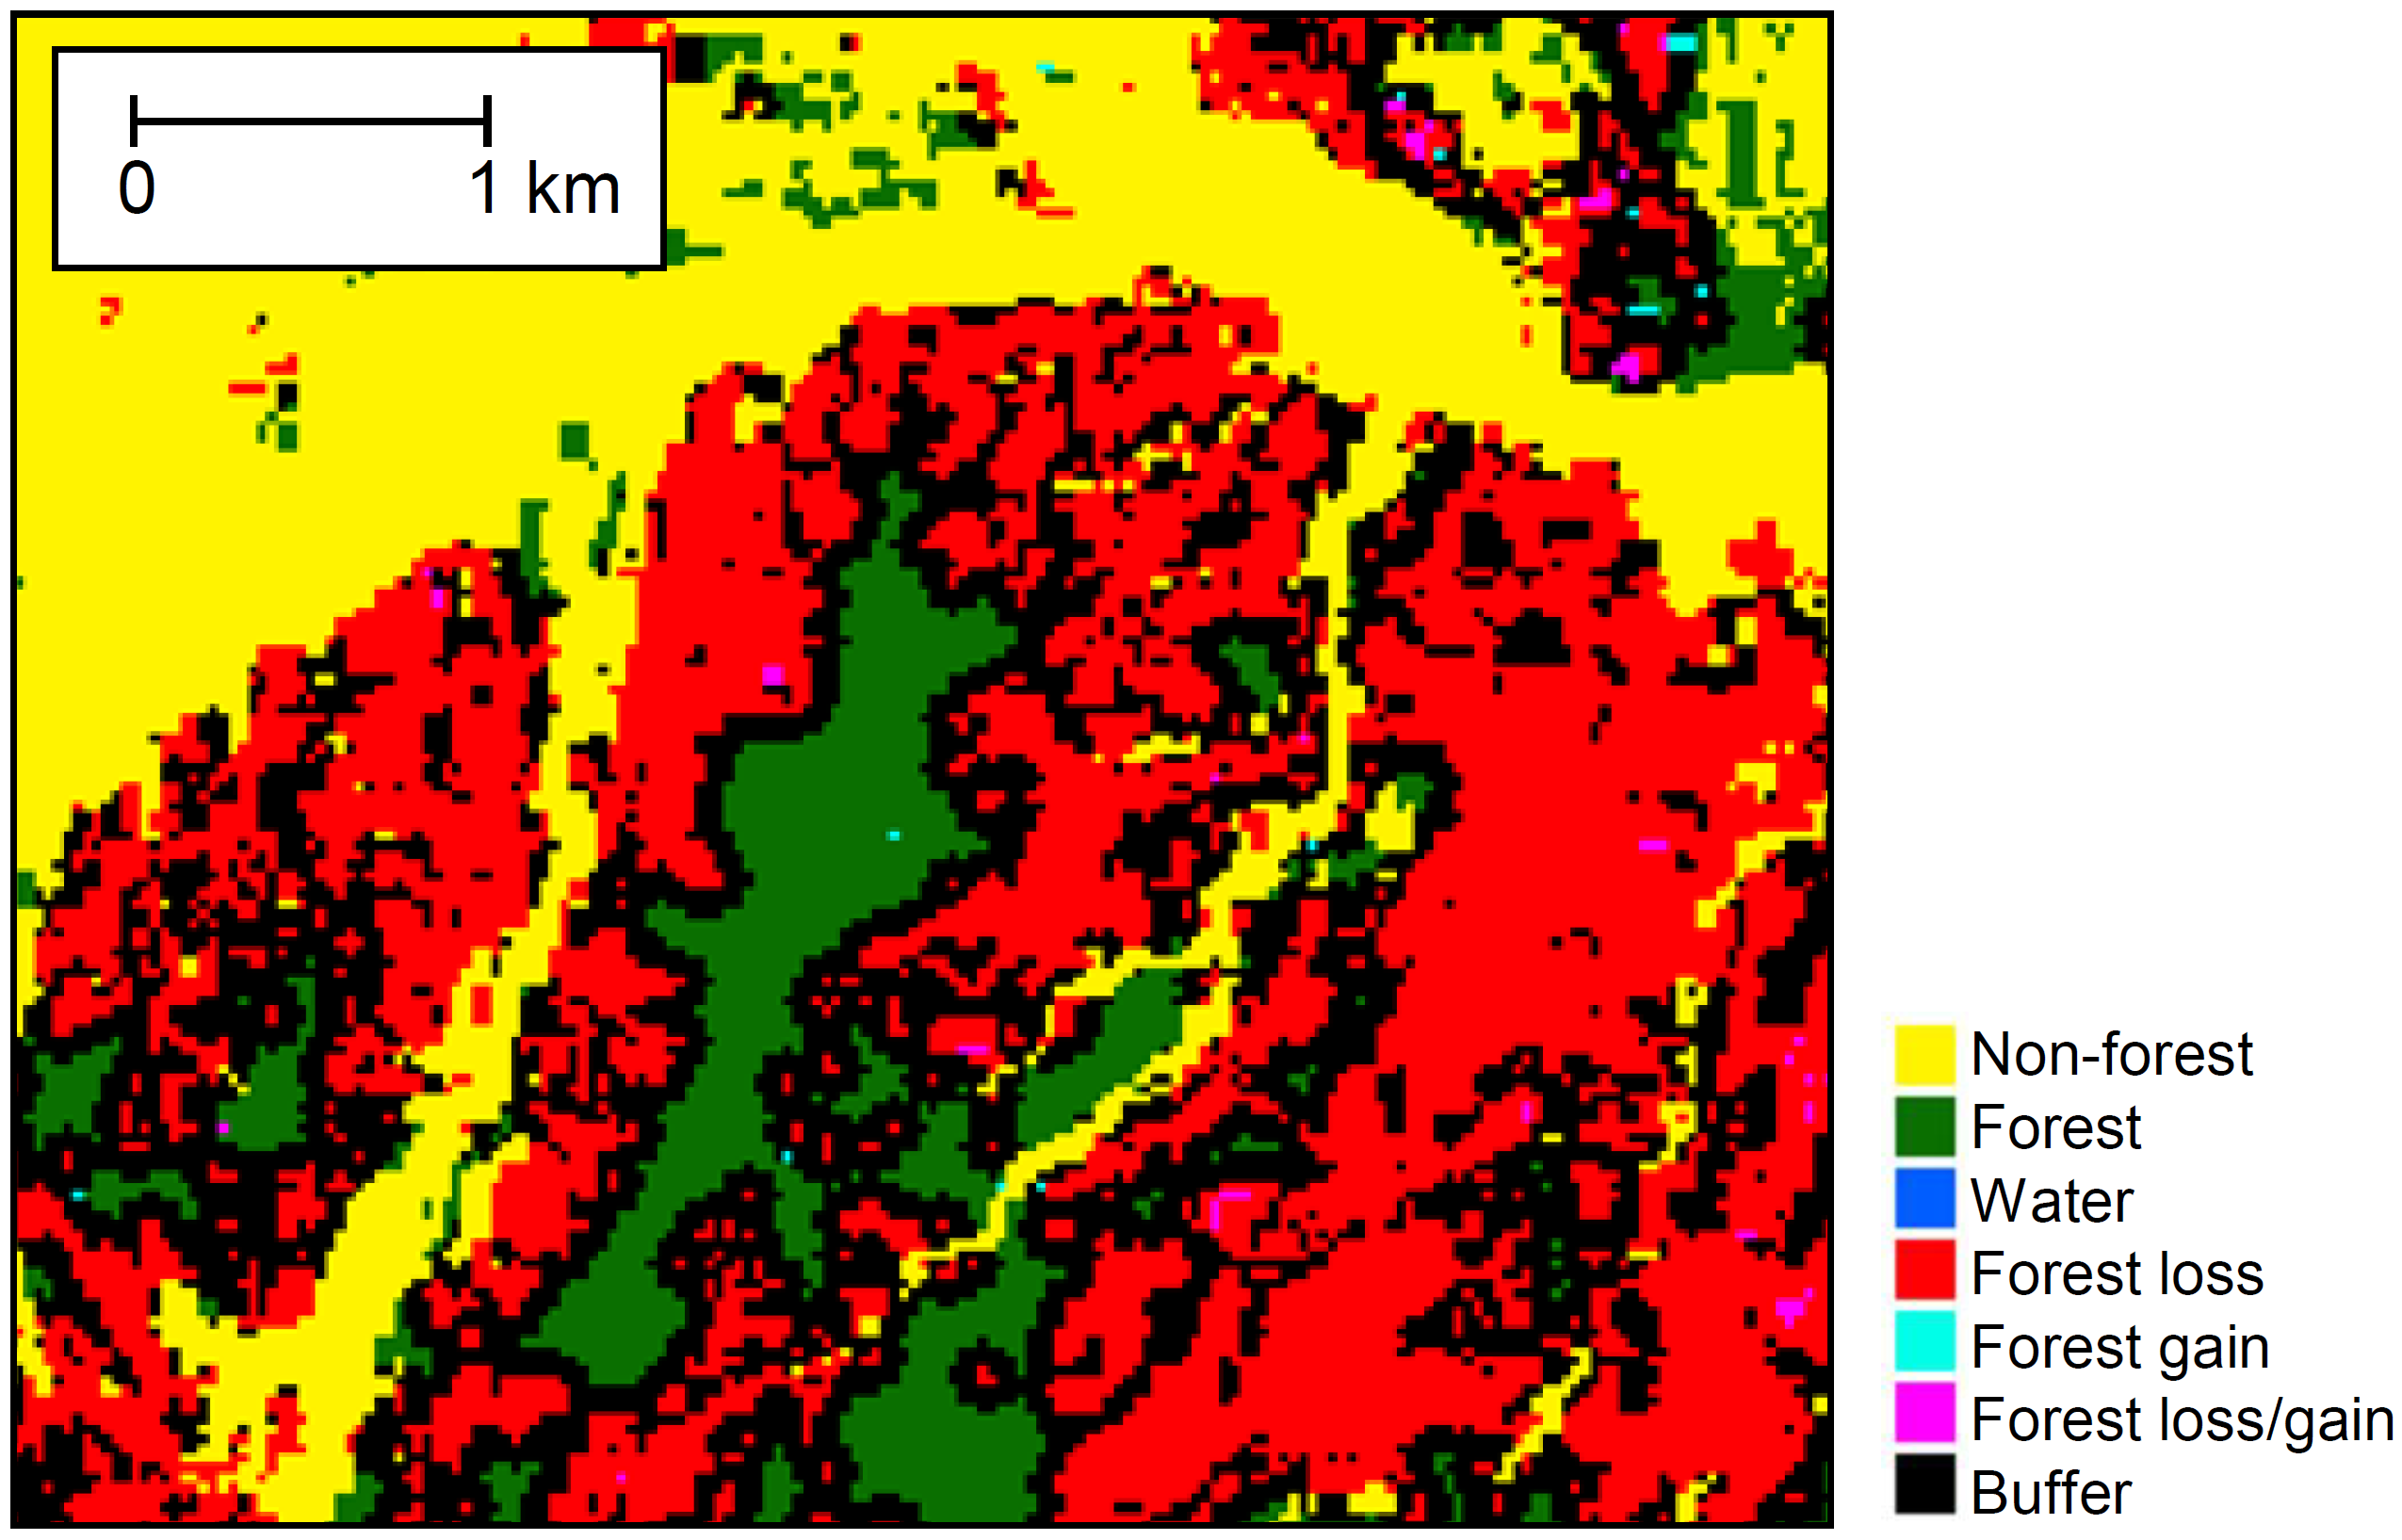 0 1 km
Non-forest
Forest
Water
Forest loss
Forest gain
Forest loss/gain
Buffer